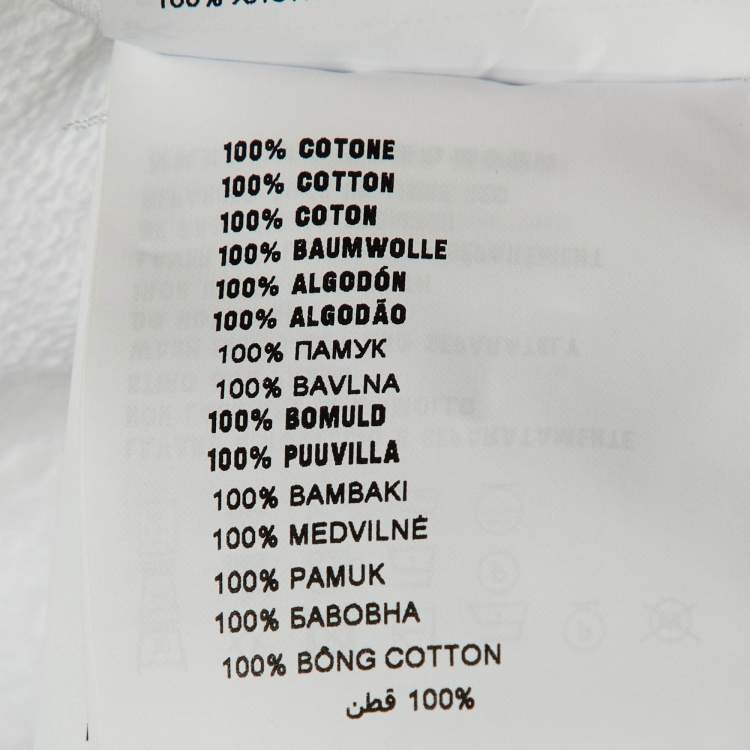 100% COTONE
100% COTTON
100% COTON
100% BAUMWOLLE
100% ALGODÓN
100% ALGODÃO
100% ПАМУК
100% BAVLNA
100% BOMULD
100% PUUVILLA
100% BAMBAKI
100% MEDVILNĖ
100% PAMUK
100% БАВОВНА
100% BÔNG COTTON
100% قطن